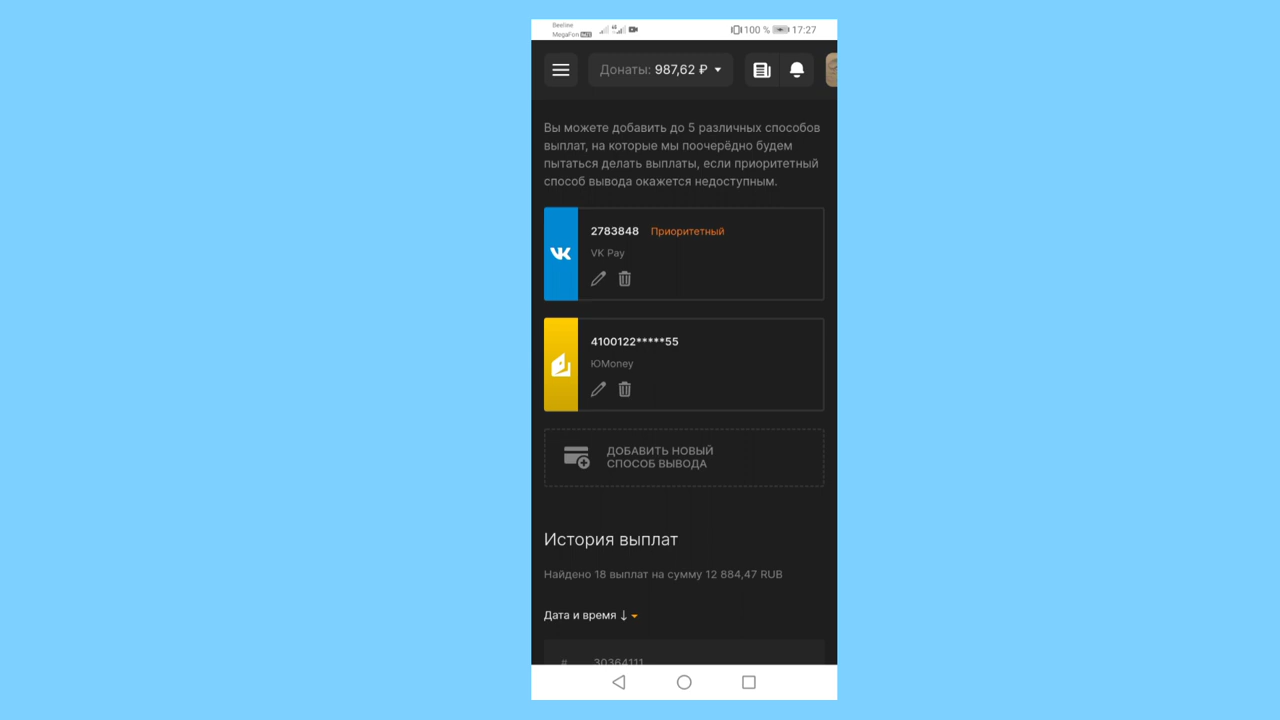 Beeline
MegaFon
100 % 17:27
Донаты: 987,62 ₽
Вы можете добавить до 5 различных способов
выплат, на которые мы поочерёдно будем
пытаться делать выплаты, если приоритетный
способ вывода окажется недоступным.
2783848 Приоритетный
VK Pay
4100122*****55
ЮMoney
ДОБАВИТЬ НОВЫЙ
СПОСОБ ВЫВОДА
История выплат
Найдено 18 выплат на сумму 12 884,47 RUB
Дата и время ↓
# 30364111